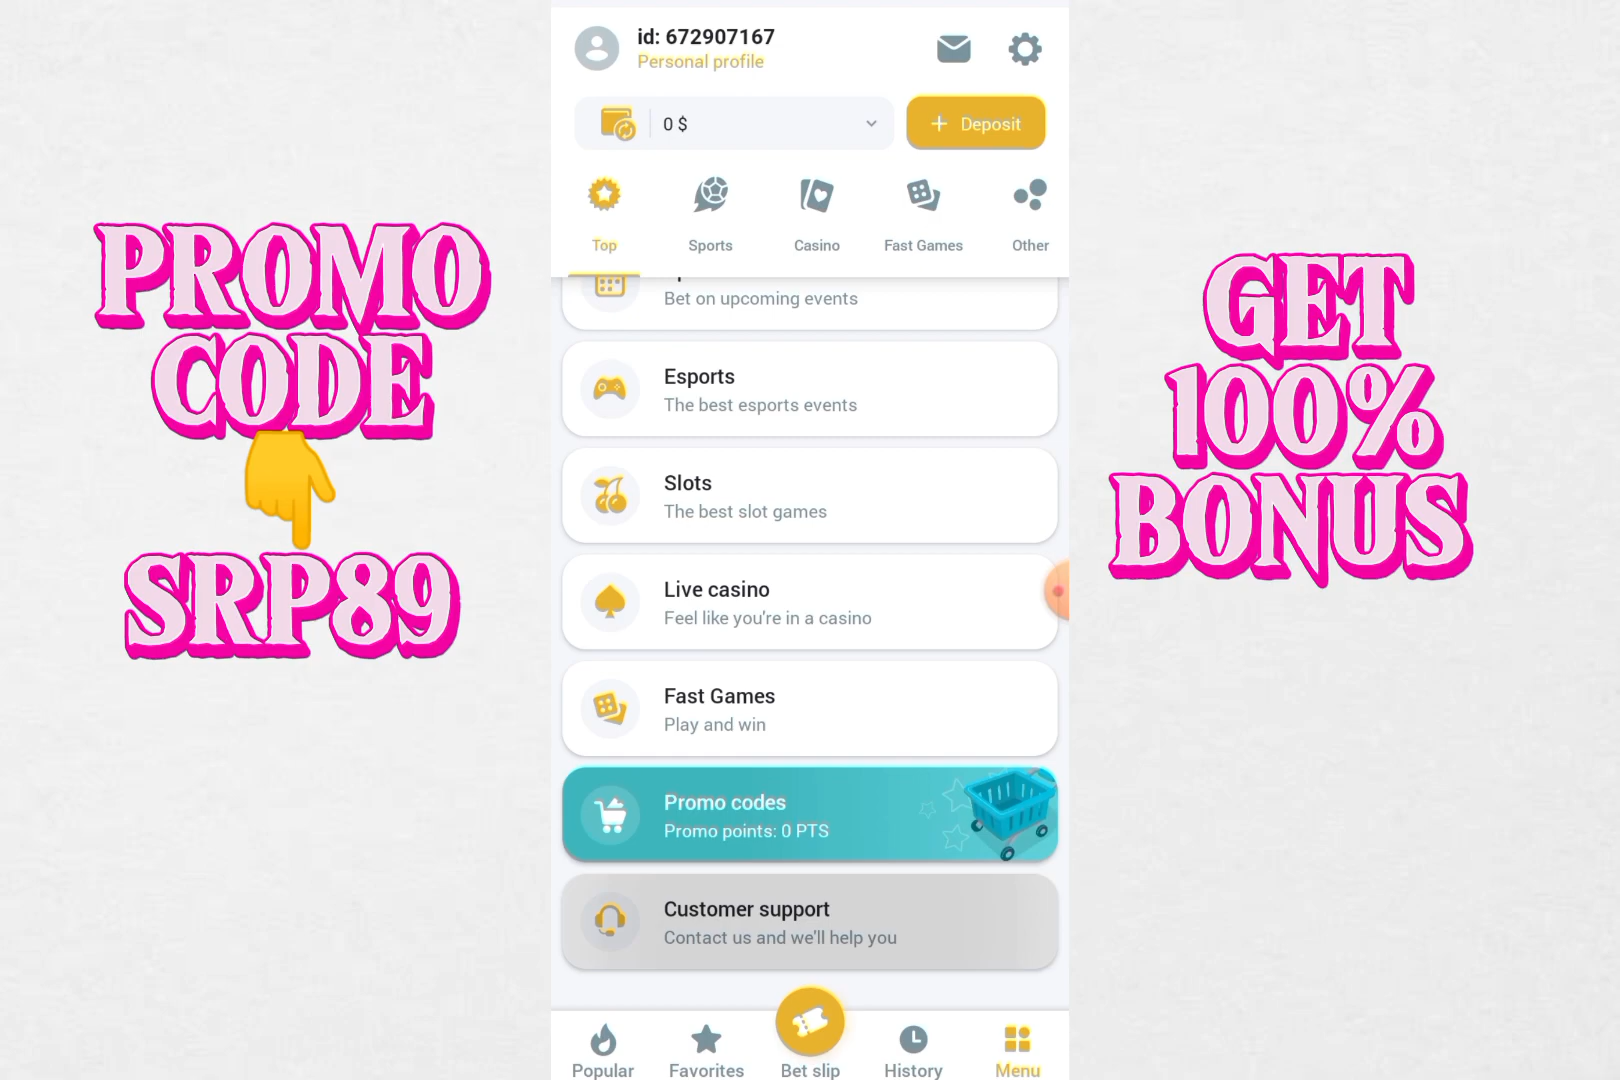 PROMO
CODE
SRP89
id: 672907167
Personal profile
0 $
+ Deposit
Top
Sports
Casino
Fast Games
Other
Bet on upcoming events
Esports
The best esports events
Slots
The best slot games
Live casino
Feel like you're in a casino
Fast Games
Play and win
Promo codes
Promo points: 0 PTS
Customer support
Contact us and we'll help you
Popular
Favorites
Bet slip
History
Menu
GET
100%
BONUS